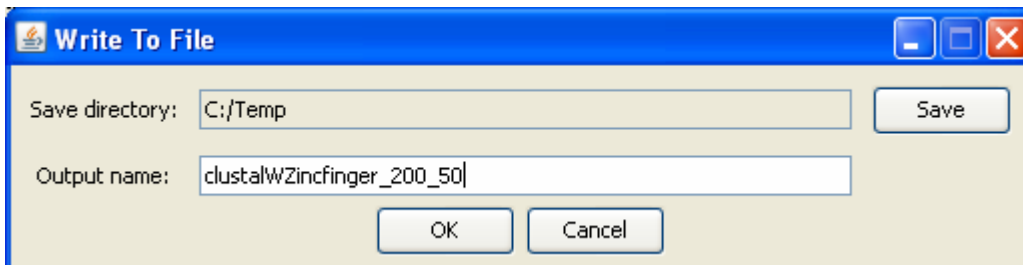 Write To File
Save directory: C:/Temp Save
Output name: clustalWZincfinger_200_50
OK Cancel